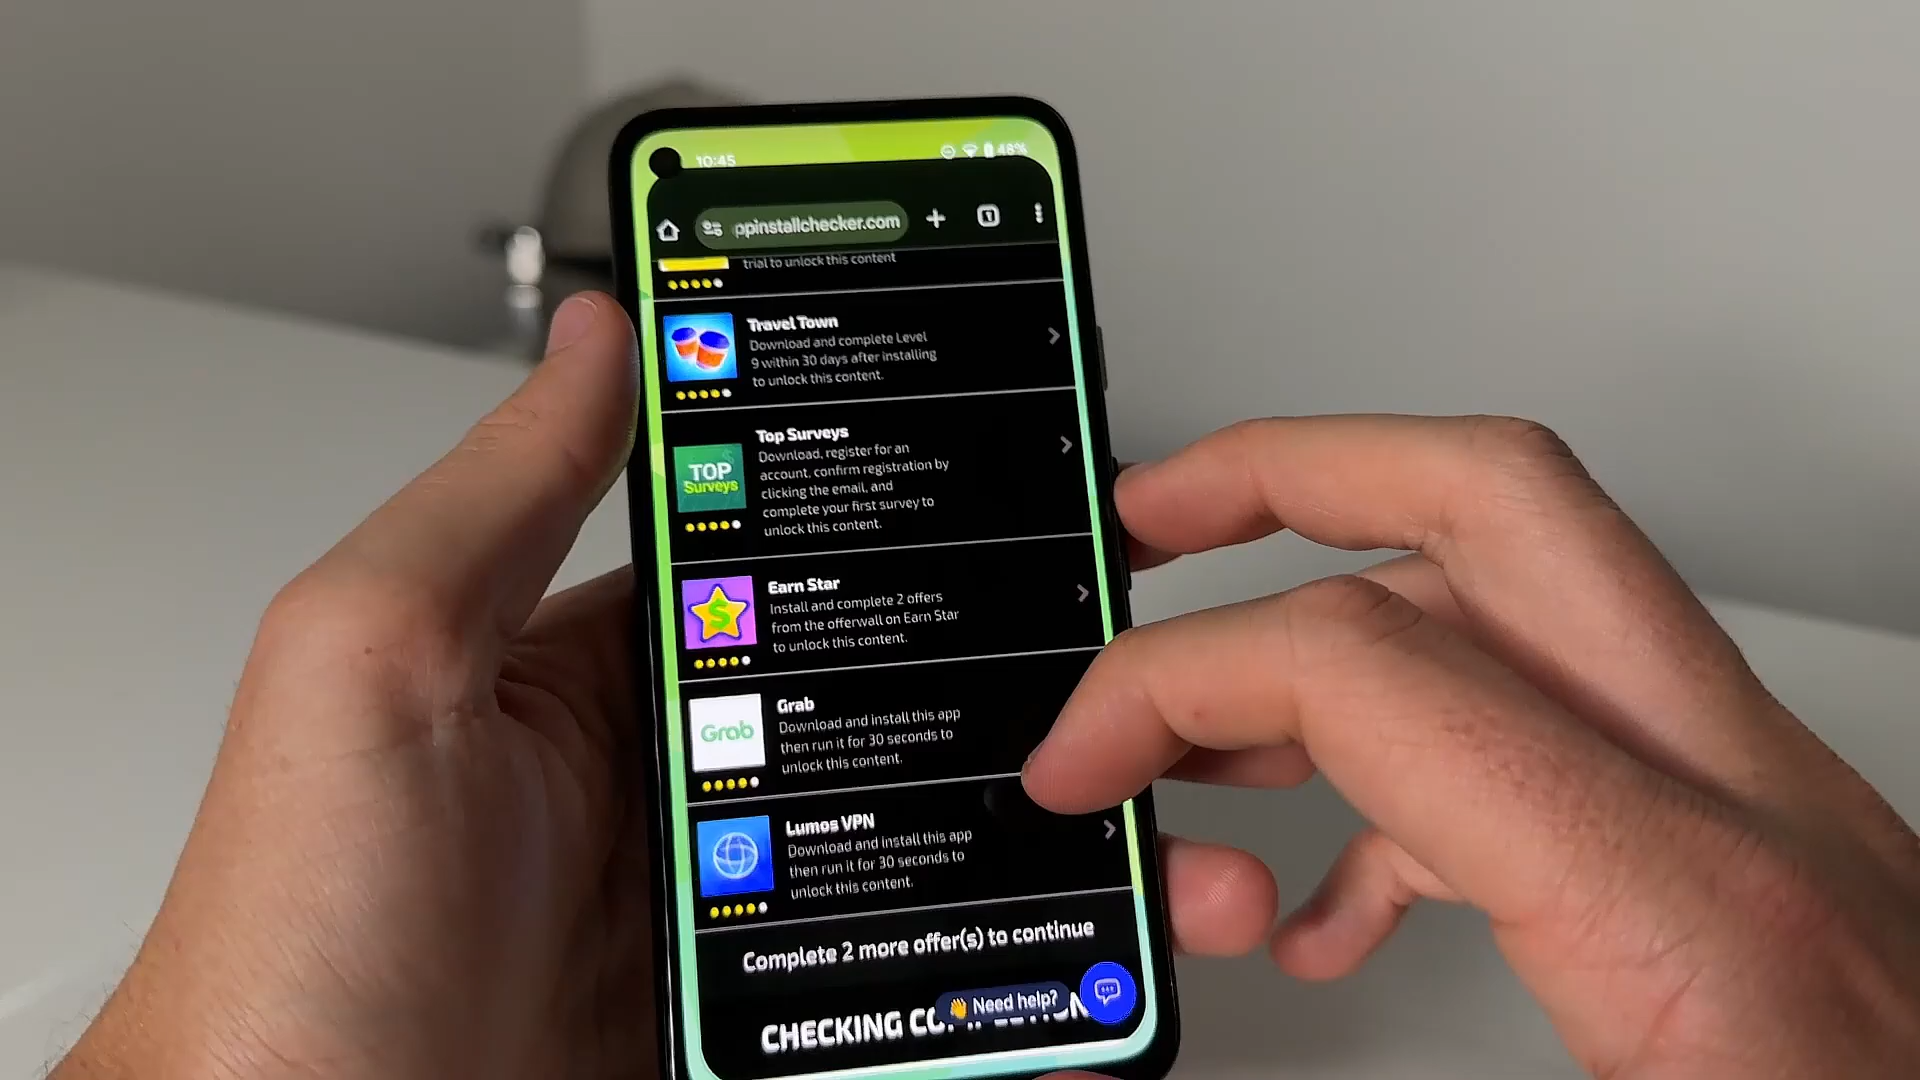 10:45
48%
ppinstallchecker.com
1
trial to unlock this content
Travel Town
Download and complete Level
9 within 30 days after installing
to unlock this content.
TOP
Surveys
Top Surveys
Download, register for an
account, confirm registration by
clicking the email, and
complete your first survey to
unlock this content.
$
Earn Star
Install and complete 2 offers
from the offerwall on Earn Star
to unlock this content.
Grab
Grab
Download and install this app
then run it for 30 seconds to
unlock this content.
Lumos VPN
Download and install this app
then run it for 30 seconds to
unlock this content.
Complete 2 more offer(s) to continue
👋 Need help?
CHECKING